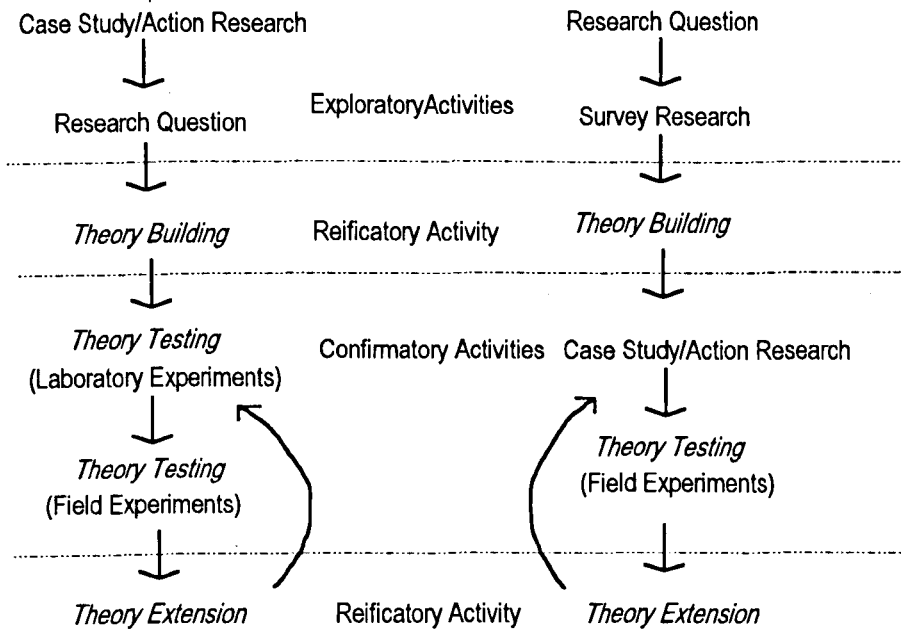 Case Study/Action Research
Research Question
ExploratoryActivities
Research Question
Survey Research
Theory Building
Reificatory Activity
Theory Building
Theory Testing
(Laboratory Experiments)
Confirmatory Activities
Case Study/Action Research
Theory Testing
(Field Experiments)
Theory Testing
(Field Experiments)
Theory Extension
Reificatory Activity
Theory Extension